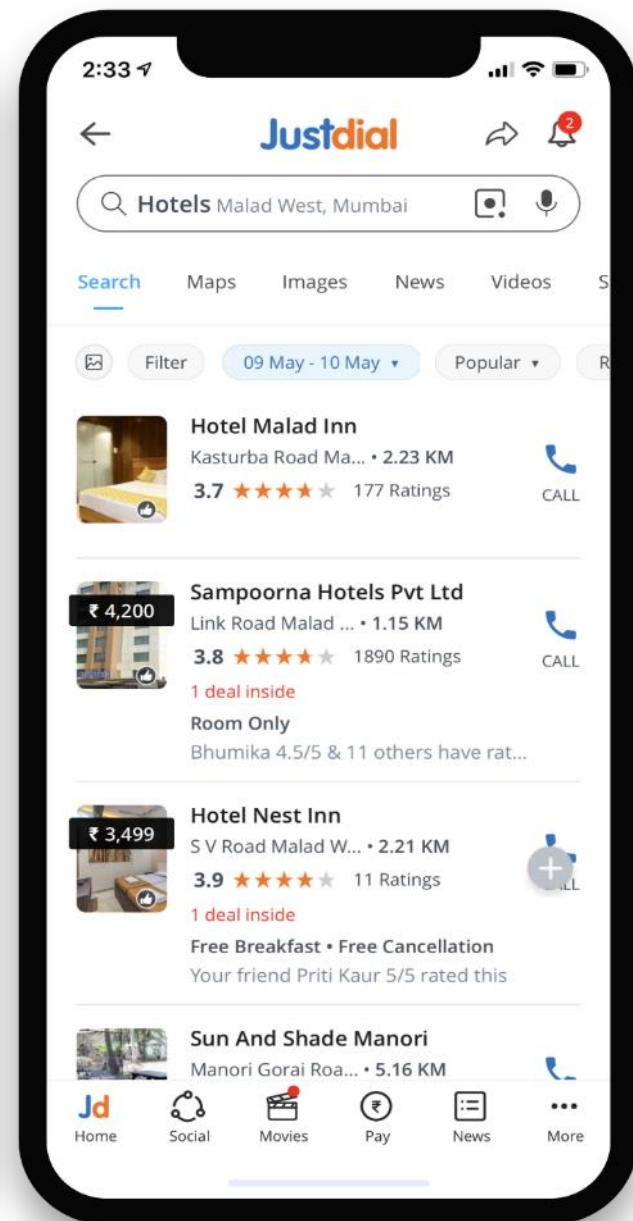 2:33
Justdial
2
Hotels Malad West, Mumbai
Search Maps Images News Videos S
Filter 09 May - 10 May Popular R
Hotel Malad Inn
Kasturba Road Ma... • 2.23 KM
3.7 177 Ratings
CALL
₹ 4,200
Sampoorna Hotels Pvt Ltd
Link Road Malad ... • 1.15 KM
3.8 1890 Ratings
CALL
1 deal inside
Room Only
Bhumika 4.5/5 & 11 others have rat...
₹ 3,499
Hotel Nest Inn
S V Road Malad W... • 2.21 KM
3.9 11 Ratings
1 deal inside
Free Breakfast • Free Cancellation
Your friend Priti Kaur 5/5 rated this
Sun And Shade Manori
Manori Gorai Roa... • 5.16 KM
Jd
Home Social Movies Pay News More